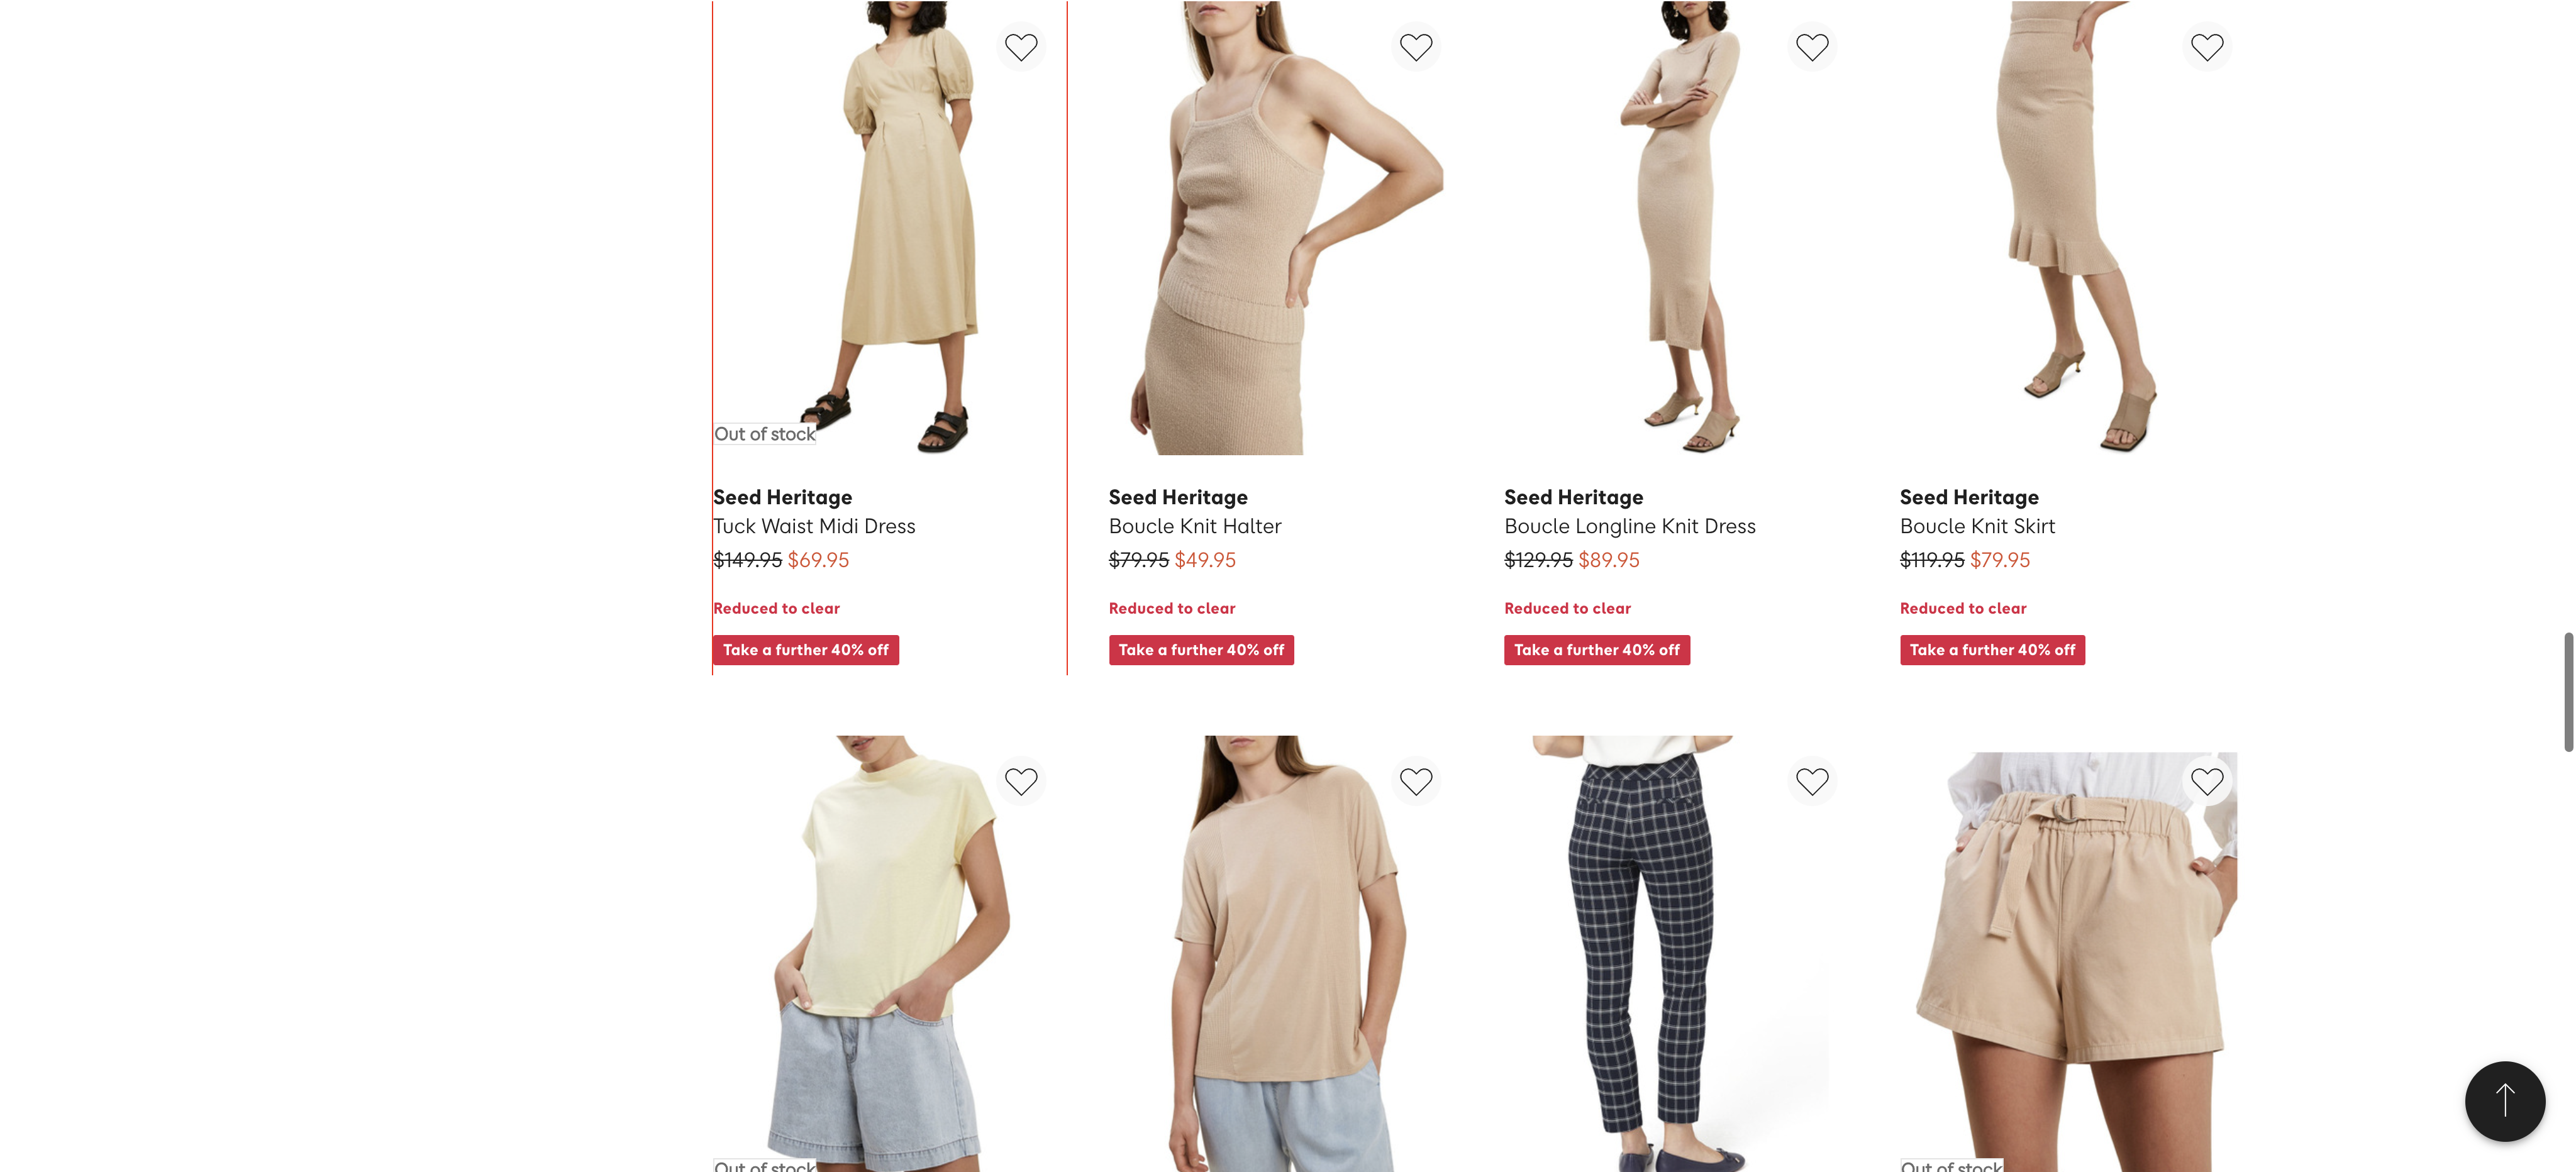 Out of stock
Seed Heritage
Tuck Waist Midi Dress
$149.95 $69.95
Reduced to clear
Take a further 40% off
Seed Heritage
Boucle Knit Halter
$79.95 $49.95
Reduced to clear
Take a further 40% off
Seed Heritage
Boucle Longline Knit Dress
$129.95 $89.95
Reduced to clear
Take a further 40% off
Seed Heritage
Boucle Knit Skirt
$119.95 $79.95
Reduced to clear
Take a further 40% off
Out of stock
Out of stock